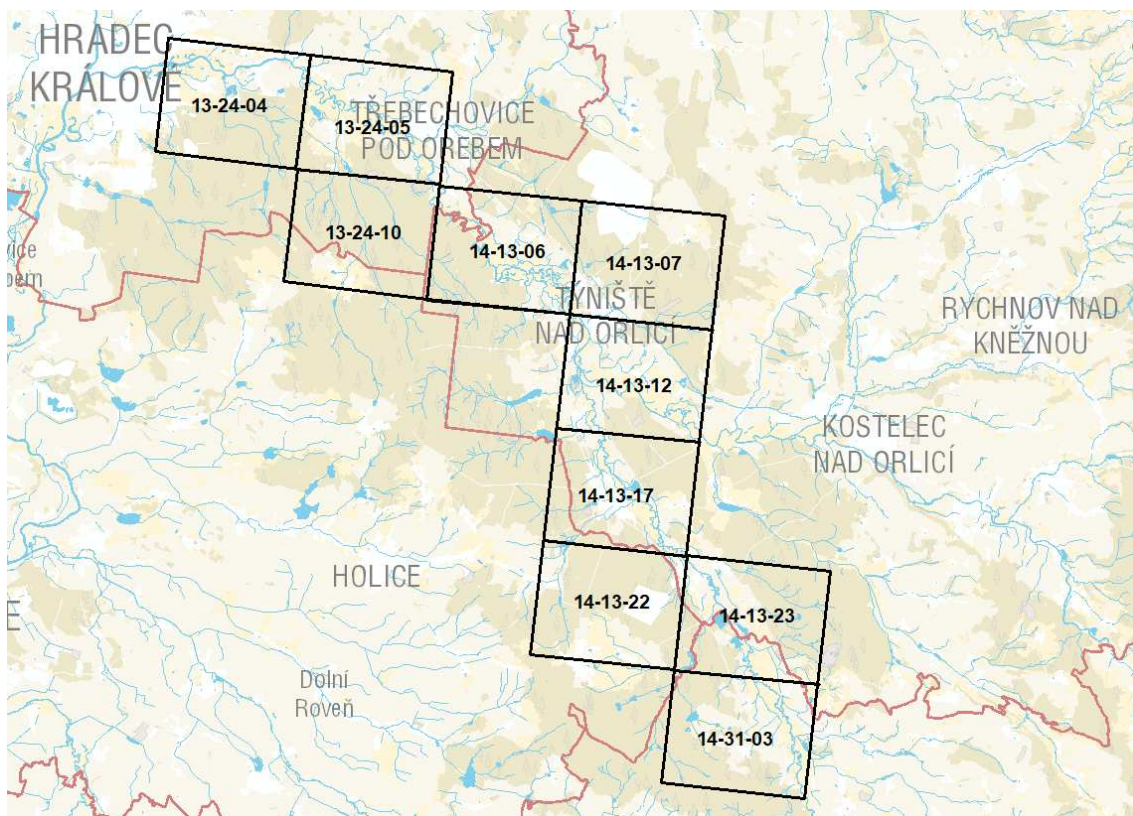 HRADEC
KRÁLOVÉ
13-24-04
TŘEBECHOVICE
13-24-05
POD OREBEM
13-24-10
14-13-06
14-13-07
TÝNIŠTĚ
NAD ORLICÍ
RYCHNOV NAD
KNĚŽNOU
14-13-12
KOSTELEC
NAD ORLICÍ
14-13-17
HOLICE
14-13-22
14-13-23
Dolní
Roveň
14-31-03